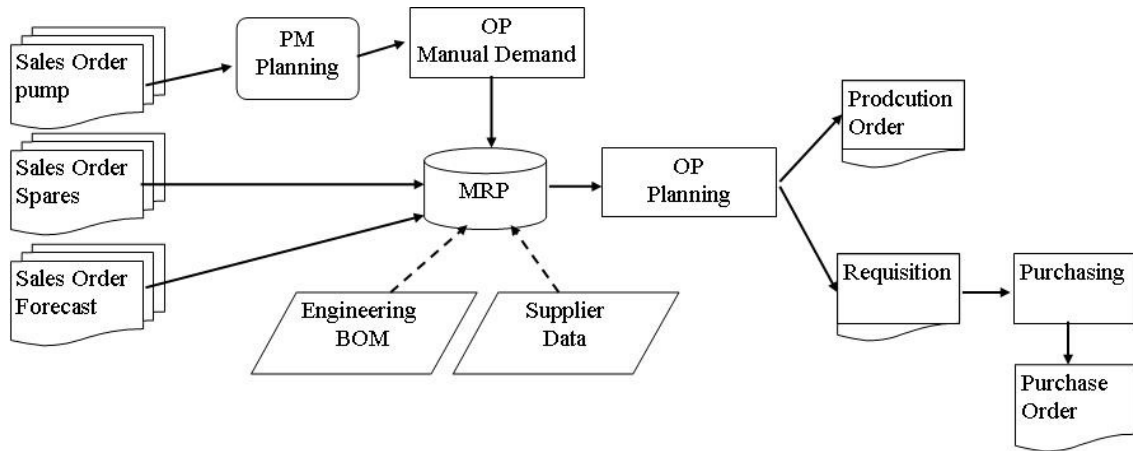 Sales Order
pump
PM
Planning
OP
Manual Demand
Sales Order
Spares
MRP
OP
Planning
Prodcution
Order
Sales Order
Forecast
Engineering
BOM
Supplier
Data
Requisition
Purchasing
Purchase
Order